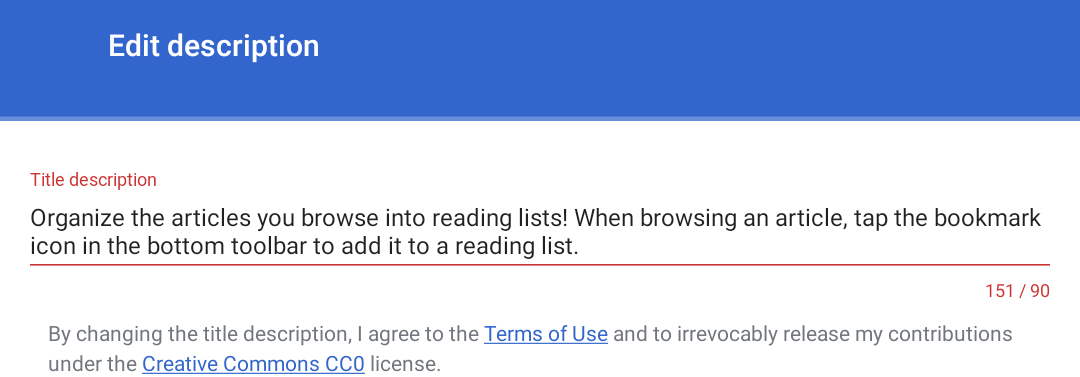 Edit description
Title description
Organize the articles you browse into reading lists! When browsing an article, tap the bookmark
icon in the bottom toolbar to add it to a reading list.
151 / 90
By changing the title description, I agree to the Terms of Use and to irrevocably release my contributions
under the Creative Commons CC0 license.